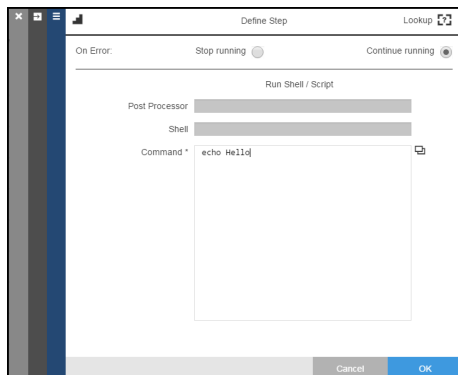 Define Step
Lookup [?]
On Error:
Stop running
Continue running
Run Shell / Script
Post Processor
Shell
Command *
echo Hello
Cancel
OK